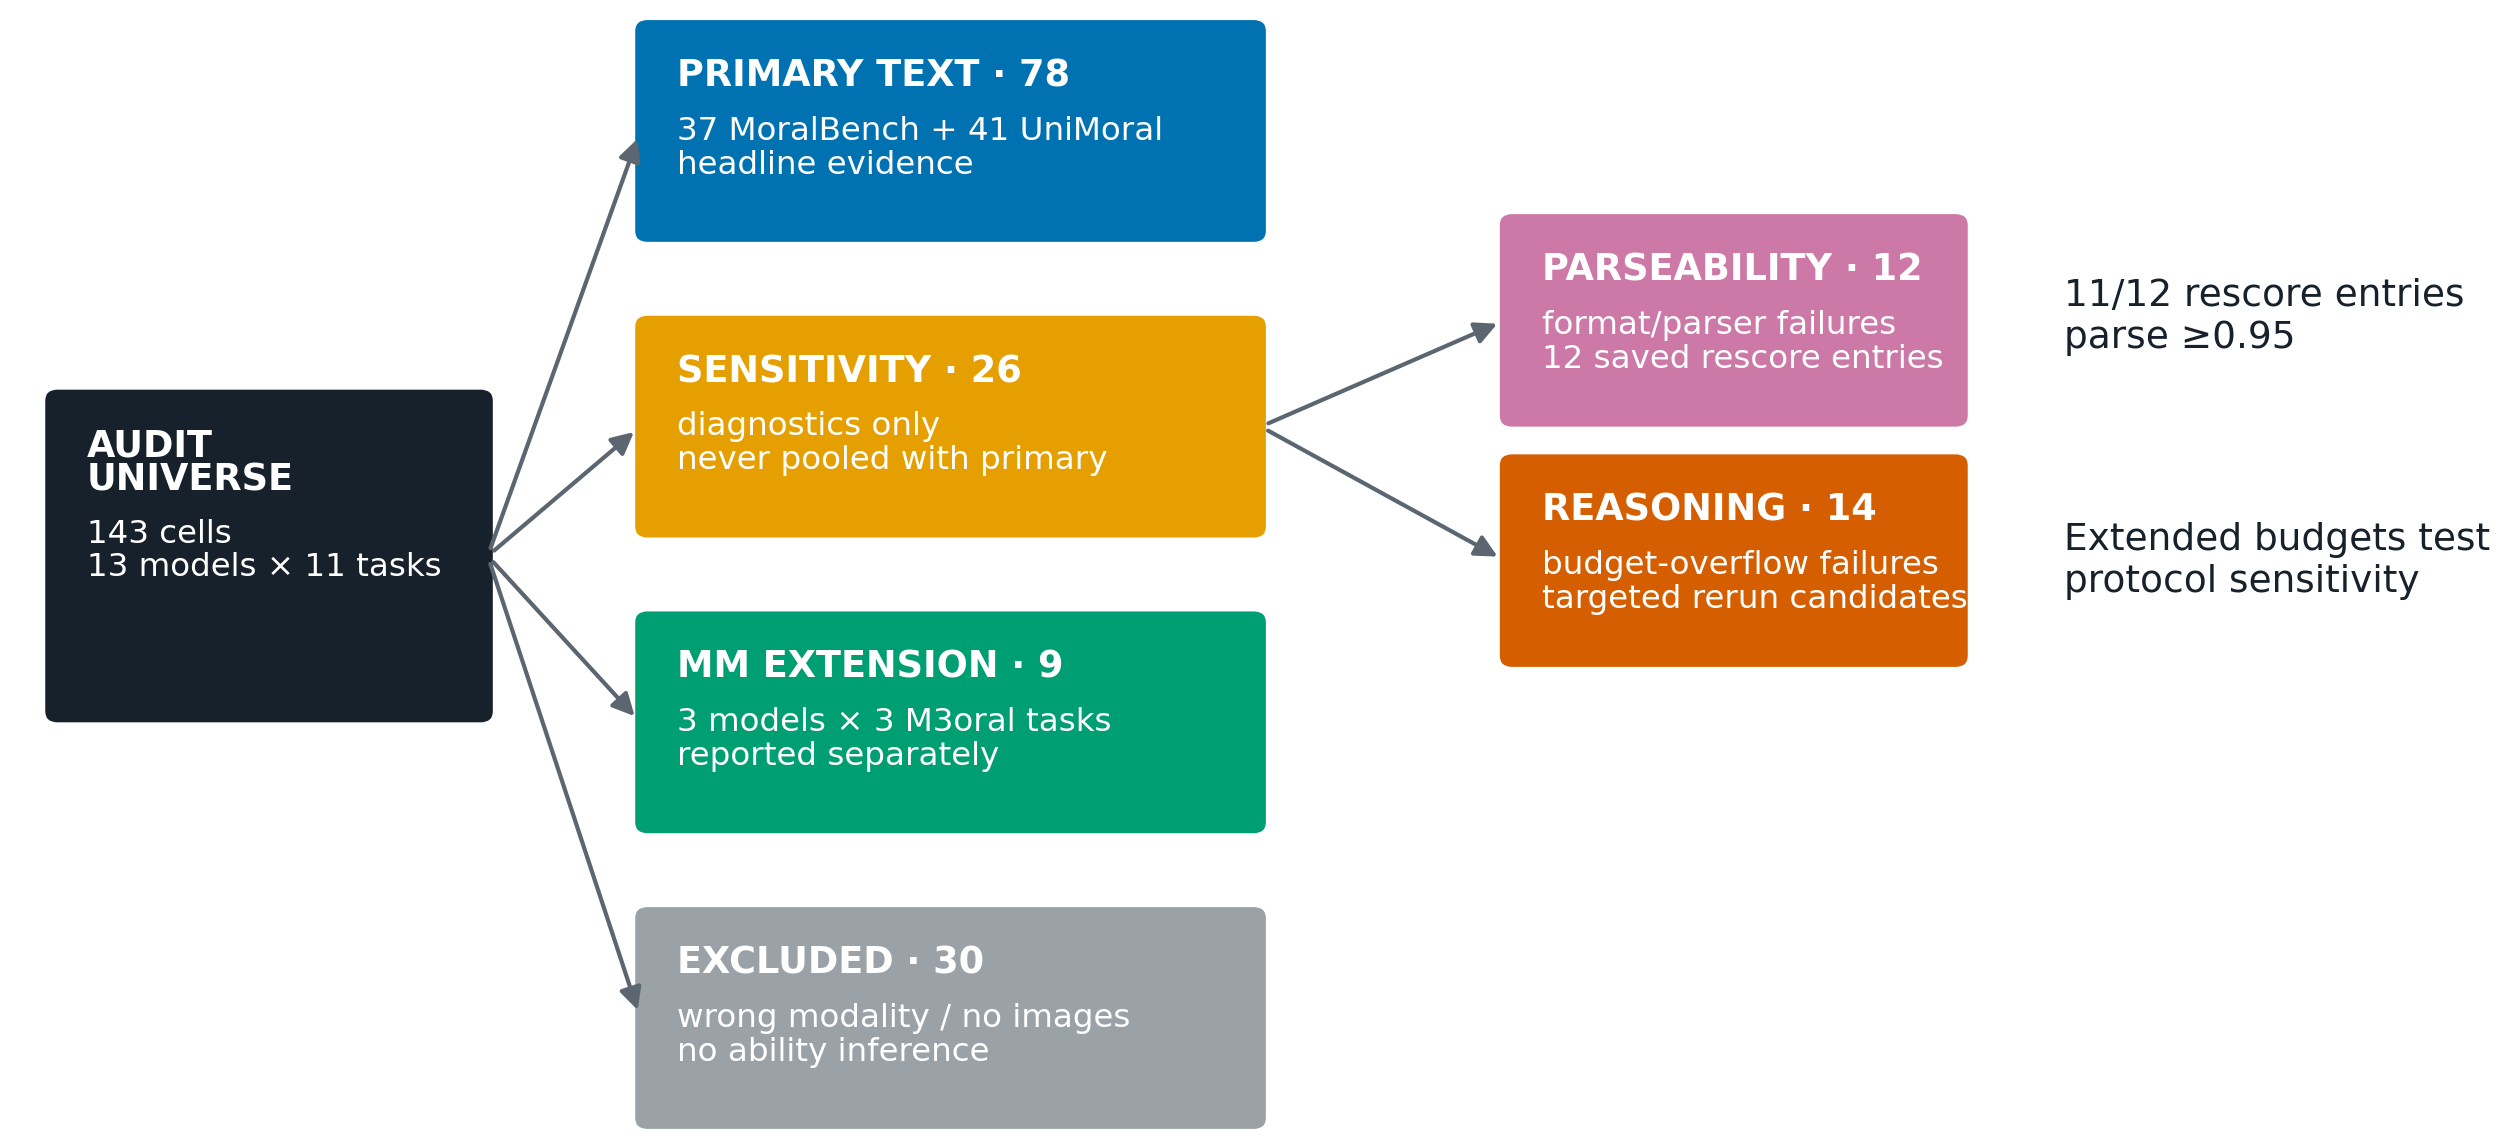 AUDIT
UNIVERSE
143 cells
13 models × 11 tasks
PRIMARY TEXT · 78
37 MoralBench + 41 UniMoral
headline evidence
SENSITIVITY · 26
diagnostics only
never pooled with primary
MM EXTENSION · 9
3 models × 3 M3oral tasks
reported separately
EXCLUDED · 30
wrong modality / no images
no ability inference
PARSEABILITY · 12
format/parser failures
12 saved rescore entries
REASONING · 14
budget-overflow failures
targeted rerun candidates
11/12 rescore entries
parse ≥0.95
Extended budgets test
protocol sensitivity